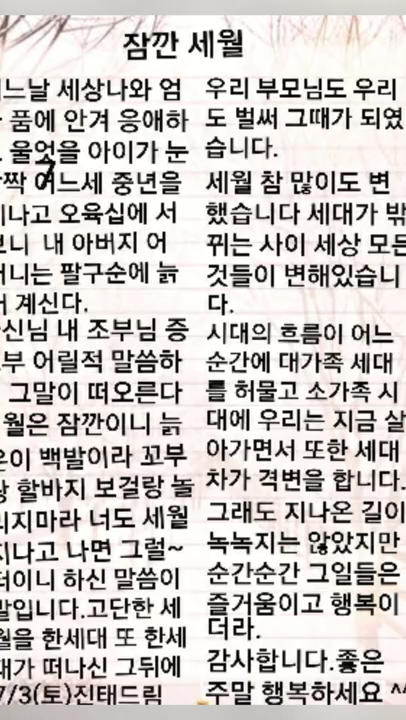 잠깐 세월
느날 세상나와 엄
품에 안겨 응애하
울었을 아이가 눈
깜짝 어느세 중년을
지나고 오육십에 서
보니 내 아버지 어
머니는 팔구순에 늙
어 계신다.
신님 내 조부님 증
부 어릴적 말씀하
그말이 떠오른다
월은 잠깐이니 늙
은이 백발이라 꼬부
랑 할바지 보걸랑 놀
리지마라 너도 세월
지나고 나면 그럴~
터이니 하신 말씀이
말입니다.고단한 세
월을 한세대 또 한세
대가 떠나신 그뒤에
7/3(토)진태드림
우리 부모님도 우리
도 벌써 그때가 되였
습니다.
세월 참 많이도 변
했습니다 세대가 밖
뀌는 사이 세상 모든
것들이 변해있습니
다.
시대의 흐름이 어느
순간에 대가족 세대
를 허물고 소가족 시
대에 우리는 지금 살
아가면서 또한 세대
차가 격변을 합니다.
그래도 지나온 길이
녹녹지는 않았지만
순간순간 그일들은
즐거움이고 행복이
더라.
감사합니다.좋은
주말 행복하세요 ^^